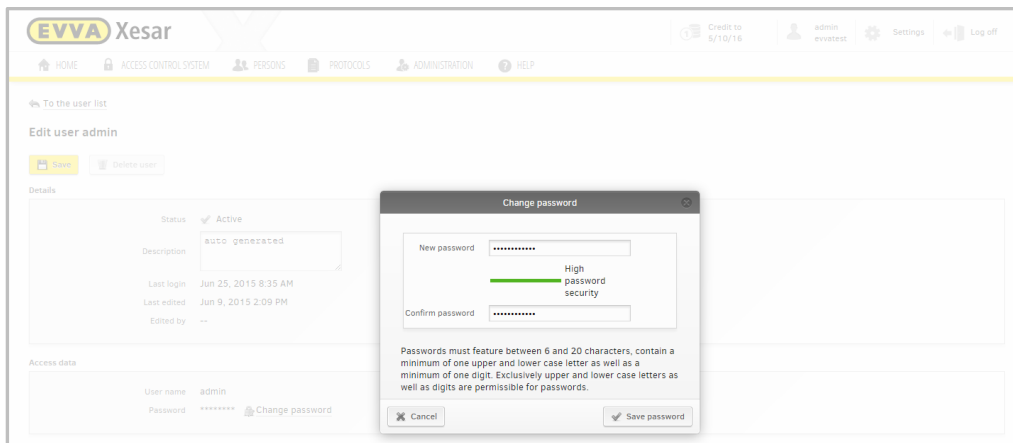 EVVA Xesar
1 Credit to 5/10/16
admin evvatest
Settings
Log off
HOME ACCESS CONTROL SYSTEM PERSONS PROTOCOLS ADMINISTRATION HELP
To the user list
Edit user admin
Save Delete user
Details
Status Active
Description auto generated
Last login Jun 25, 2015 8:35 AM
Last edited Jun 9, 2015 2:09 PM
Edited by --
Access data
User name admin
Password ******** Change password
Change password
New password ••••••••••••
High
password
security
Confirm password ••••••••••••
Passwords must feature between 6 and 20 characters, contain a
minimum of one upper and lower case letter as well as a
minimum of one digit. Exclusively upper and lower case letters as
well as digits are permissible for passwords.
Cancel Save password